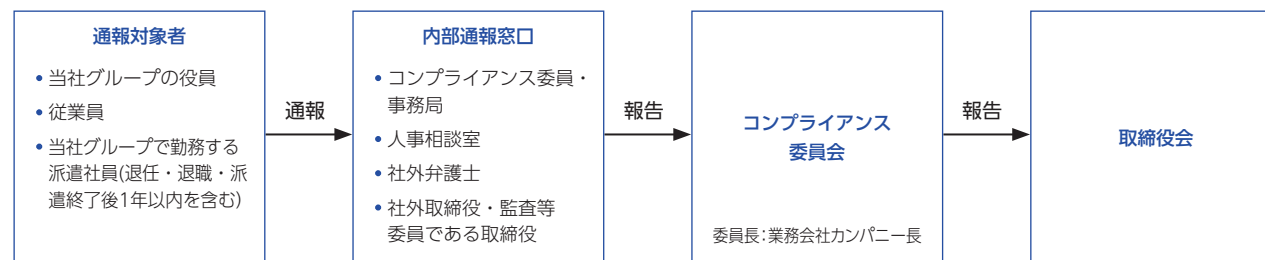 通報対象者
• 当社グループの役員
• 従業員
• 当社グループで勤務する
派遣社員(退任・退職・派
遣終了後1年以内を含む)
通報
内部通報窓口
• コンプライアンス委員・
事務局
• 人事相談室
• 社外弁護士
• 社外取締役・監査等
委員である取締役
報告
コンプライアンス
委員会
委員長：業務会社カンパニー長
報告
取締役会